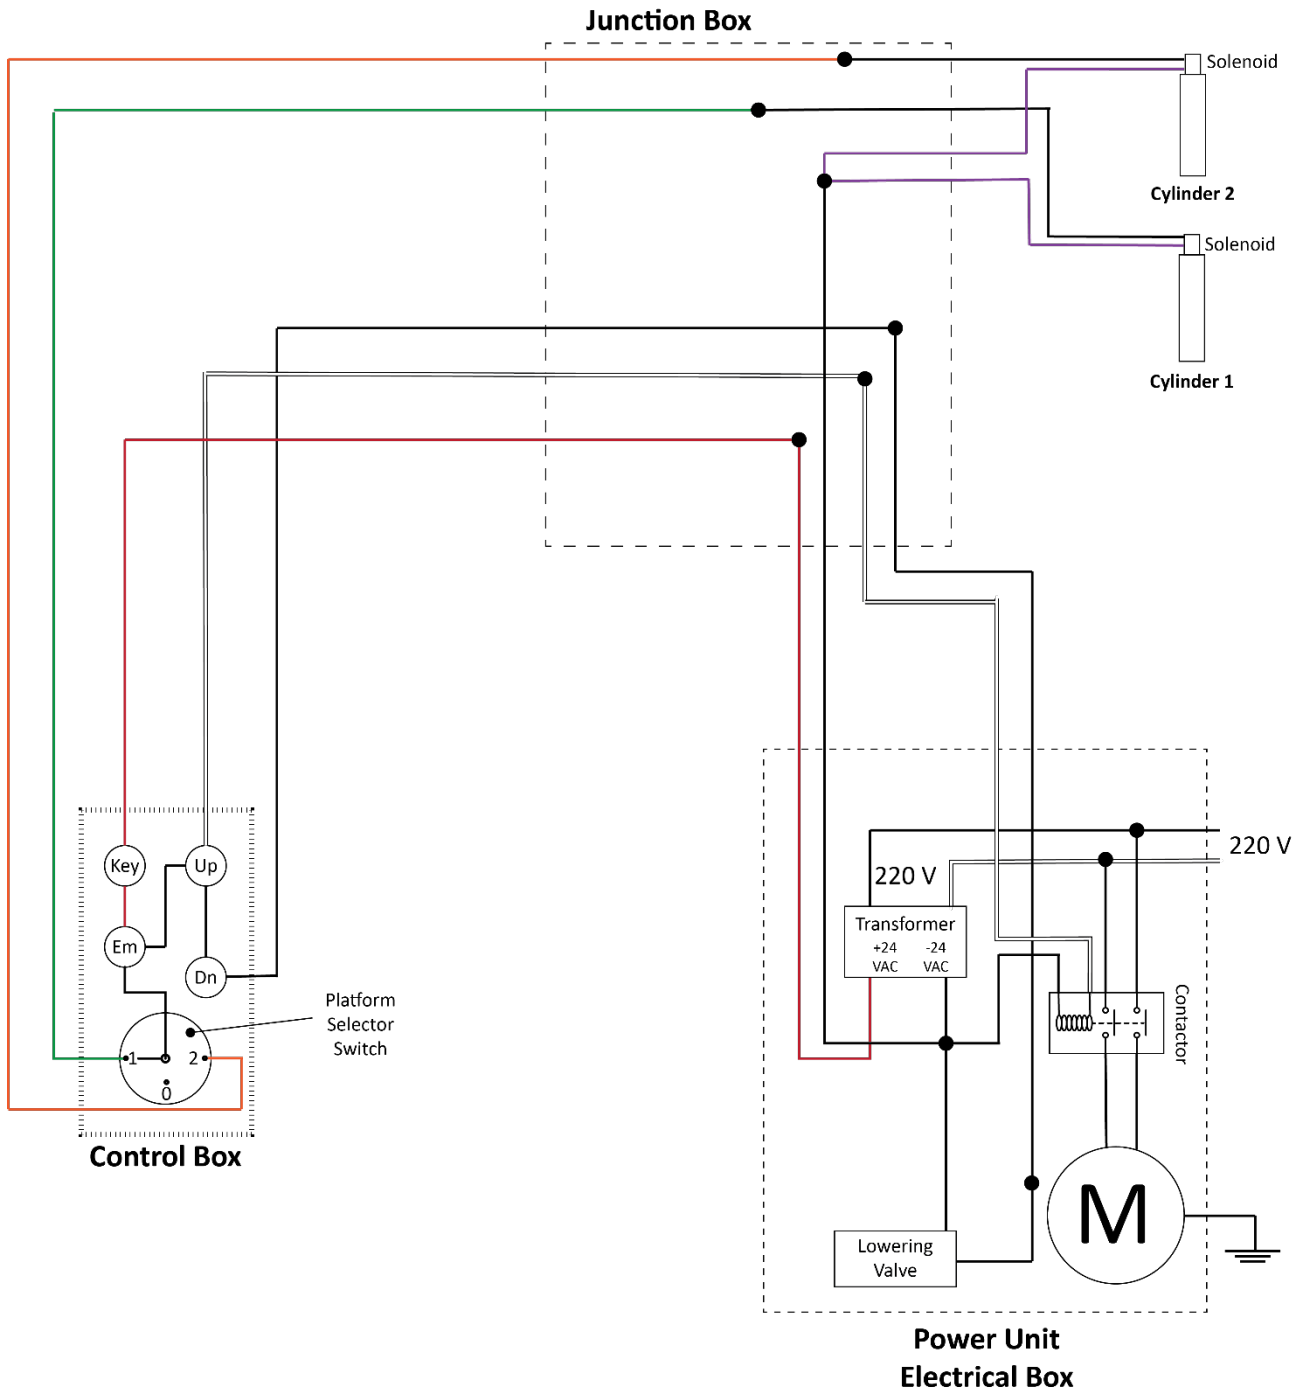 Junction Box
Solenoid
Cylinder 2
Solenoid
Cylinder 1
220 V
220 V
Transformer
+24 -24
VAC VAC
Contactor
Key
Up
Em
Dn
Platform
Selector
Switch
1
2
0
Control Box
M
Lowering
Valve
Power Unit
Electrical Box